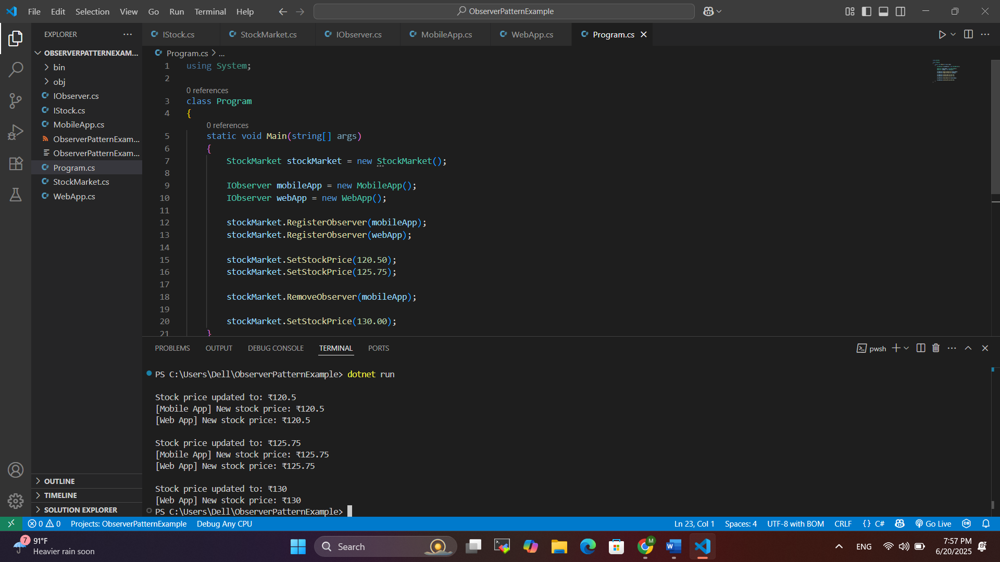 File Edit Selection View Go Run Terminal Help
ObserverPatternExample
EXPLORER
IStock.cs StockMarket.cs IObserver.cs MobileApp.cs WebApp.cs Program.cs
OBSERVERPATTERNEXAM...
bin
obj
IObserver.cs
IStock.cs
MobileApp.cs
ObserverPatternExam...
ObserverPatternExam...
Program.cs
StockMarket.cs
WebApp.cs
OUTLINE
TIMELINE
SOLUTION EXPLORER
Program.cs > ...
1 using System;
2
0 references
3 class Program
4 {
0 references
5 static void Main(string[] args)
6 {
7 StockMarket stockMarket = new StockMarket();
8
9 IObserver mobileApp = new MobileApp();
10 IObserver webApp = new WebApp();
11
12 stockMarket.RegisterObserver(mobileApp);
13 stockMarket.RegisterObserver(webApp);
14
15 stockMarket.SetStockPrice(120.50);
16 stockMarket.SetStockPrice(125.75);
17
18 stockMarket.RemoveObserver(mobileApp);
19
20 stockMarket.SetStockPrice(130.00);
21 }
PROBLEMS OUTPUT DEBUG CONSOLE TERMINAL PORTS
pwsh
PS C:\Users\Dell\ObserverPatternExample> dotnet run
Stock price updated to: ₹120.5
[Mobile App] New stock price: ₹120.5
[Web App] New stock price: ₹120.5
Stock price updated to: ₹125.75
[Mobile App] New stock price: ₹125.75
[Web App] New stock price: ₹125.75
Stock price updated to: ₹130
[Web App] New stock price: ₹130
PS C:\Users\Dell\ObserverPatternExample>
0 0 Projects: ObserverPatternExample Debug Any CPU
Ln 23, Col 1 Spaces: 4 UTF-8 with BOM CRLF {} C# Go Live
7
91°F
Heavier rain soon
Search
M
ENG
7:57 PM
6/20/2025